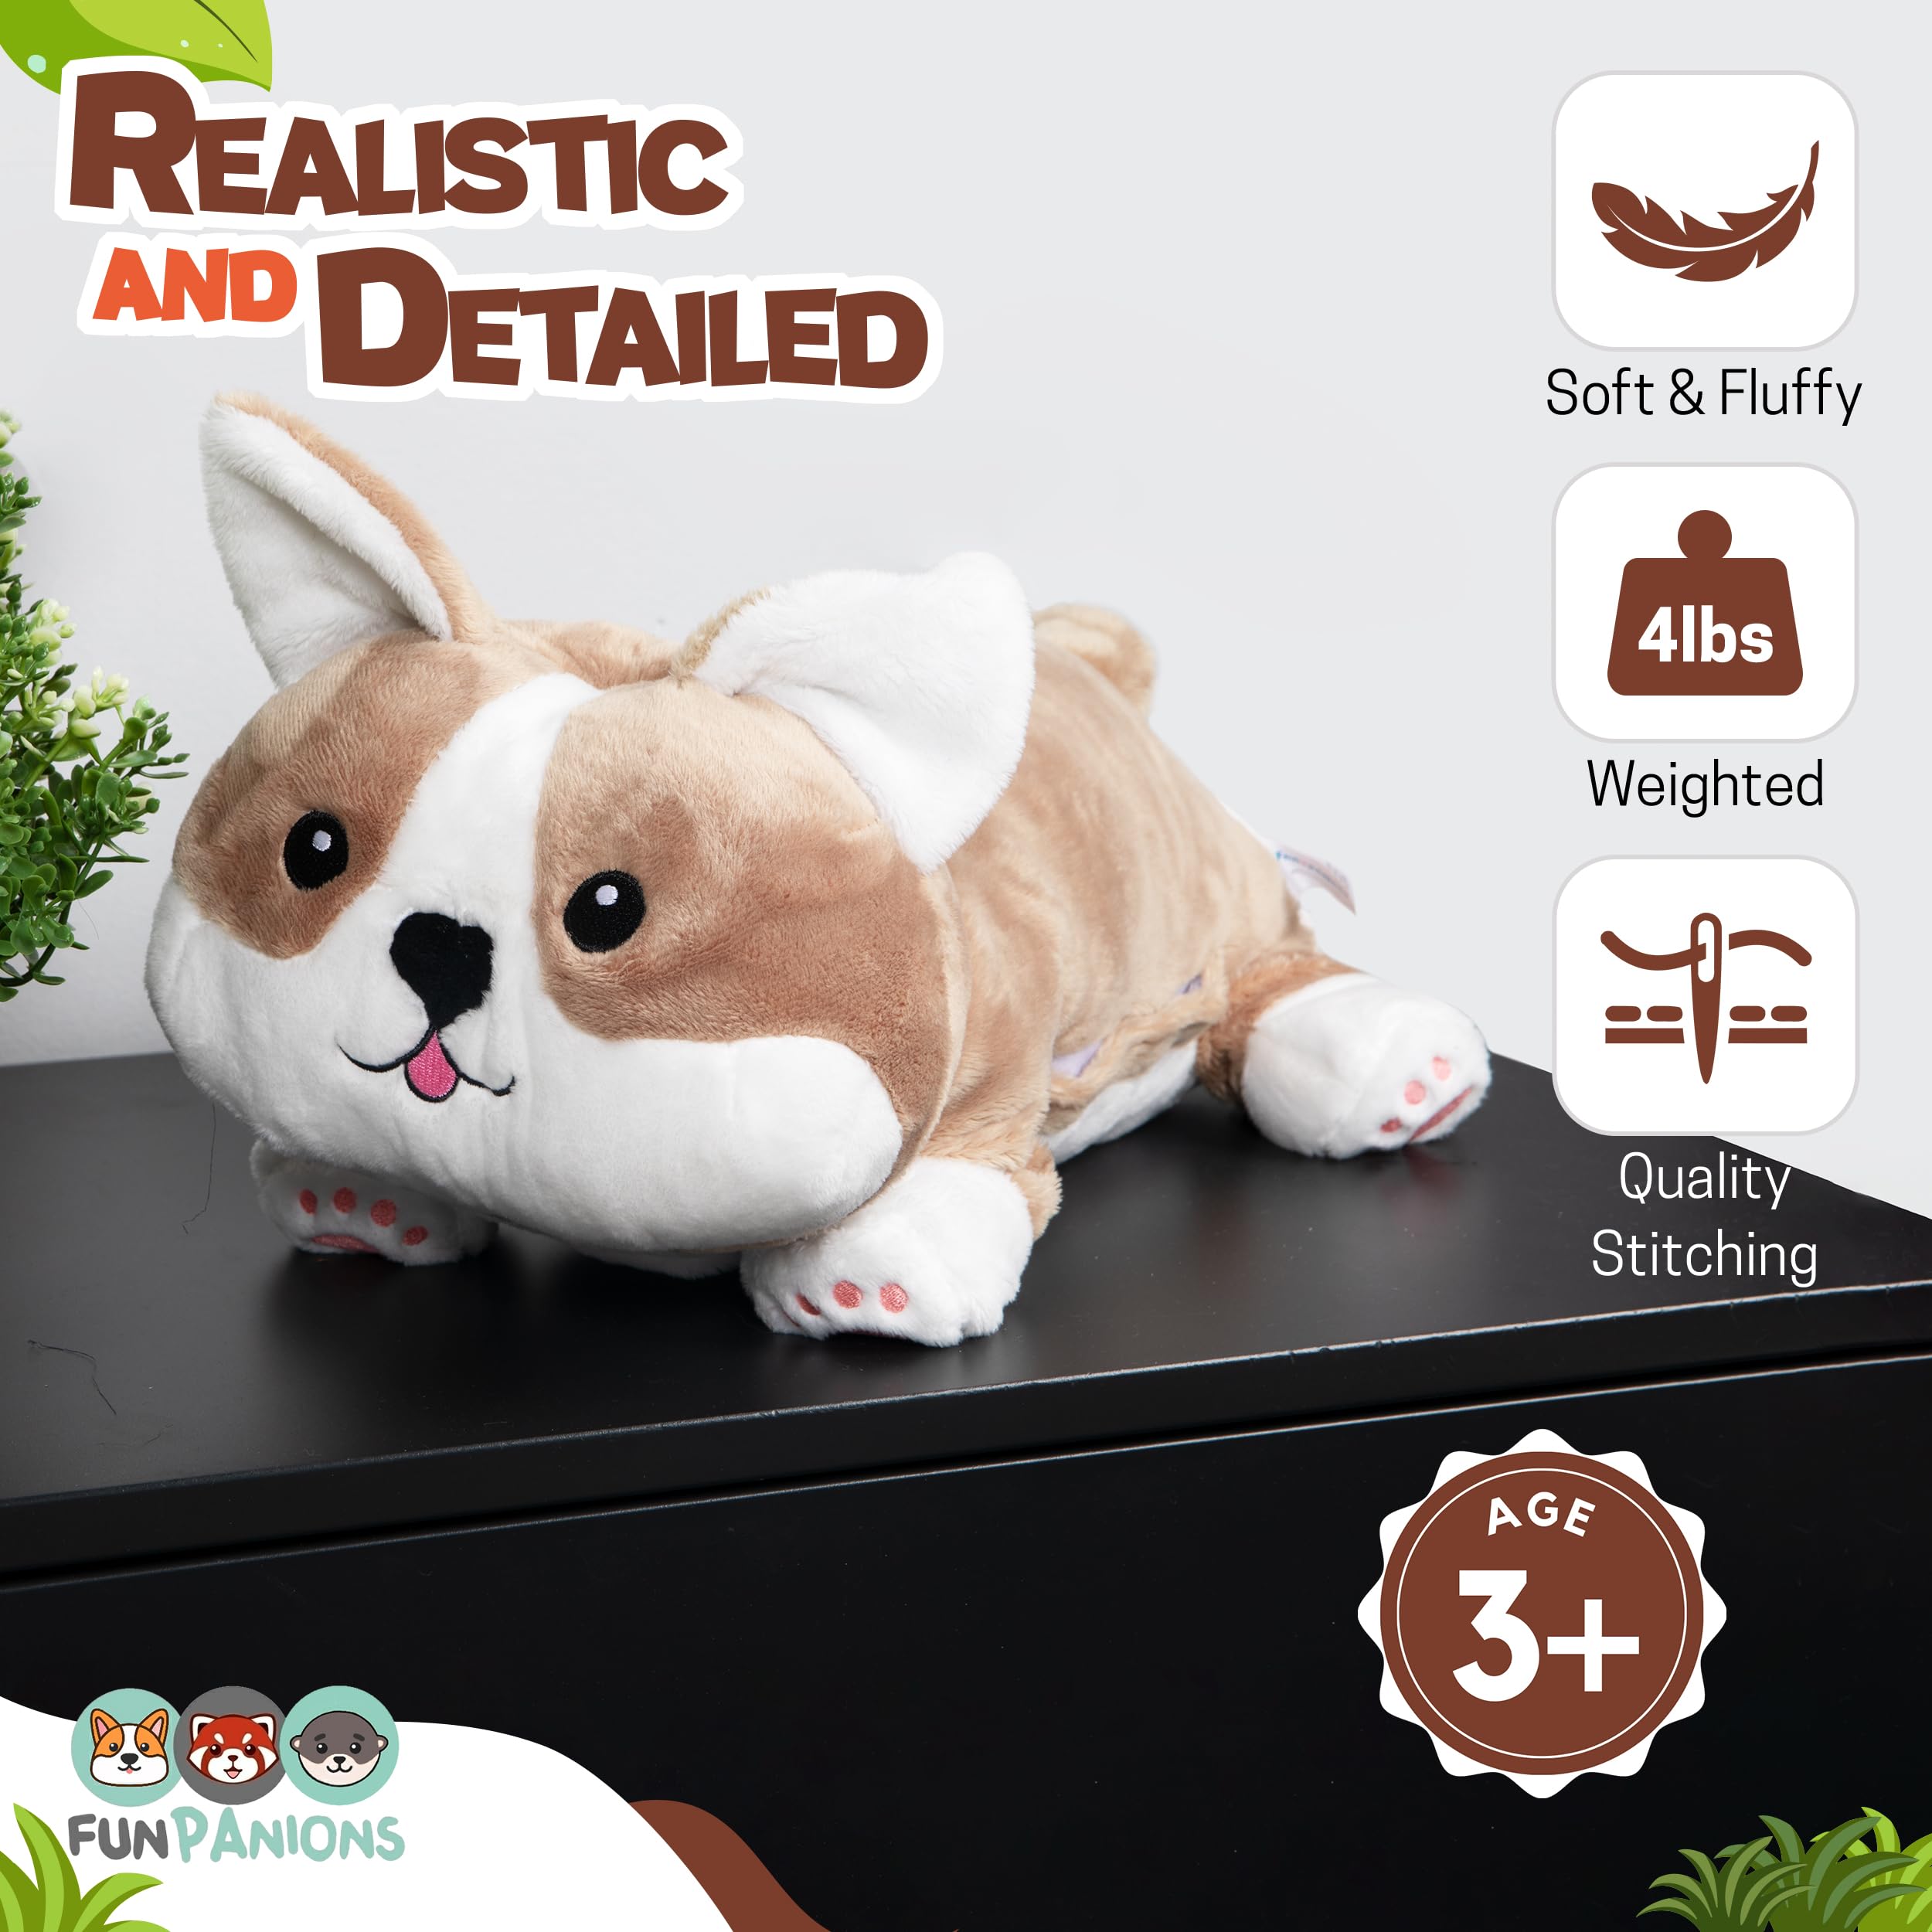 REALISTIC
AND DETAILED
Soft & Fluffy
4lbs
Weighted
Quality
Stitching
AGE
3+
FUNPANIONS